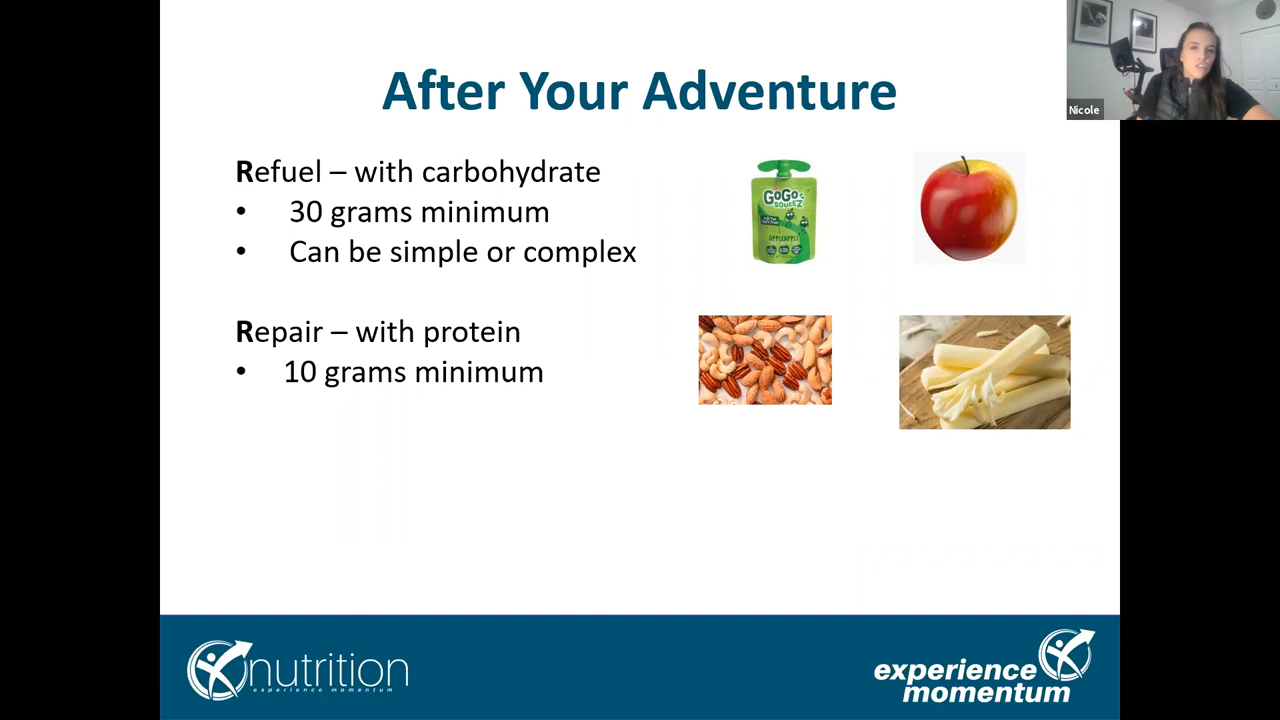 After Your Adventure
Nicole
Refuel – with carbohydrate
• 30 grams minimum
• Can be simple or complex
GoGo
squeeZ
APPLEAPPLE
Repair – with protein
• 10 grams minimum
nutrition
experience momentum
experience
momentum